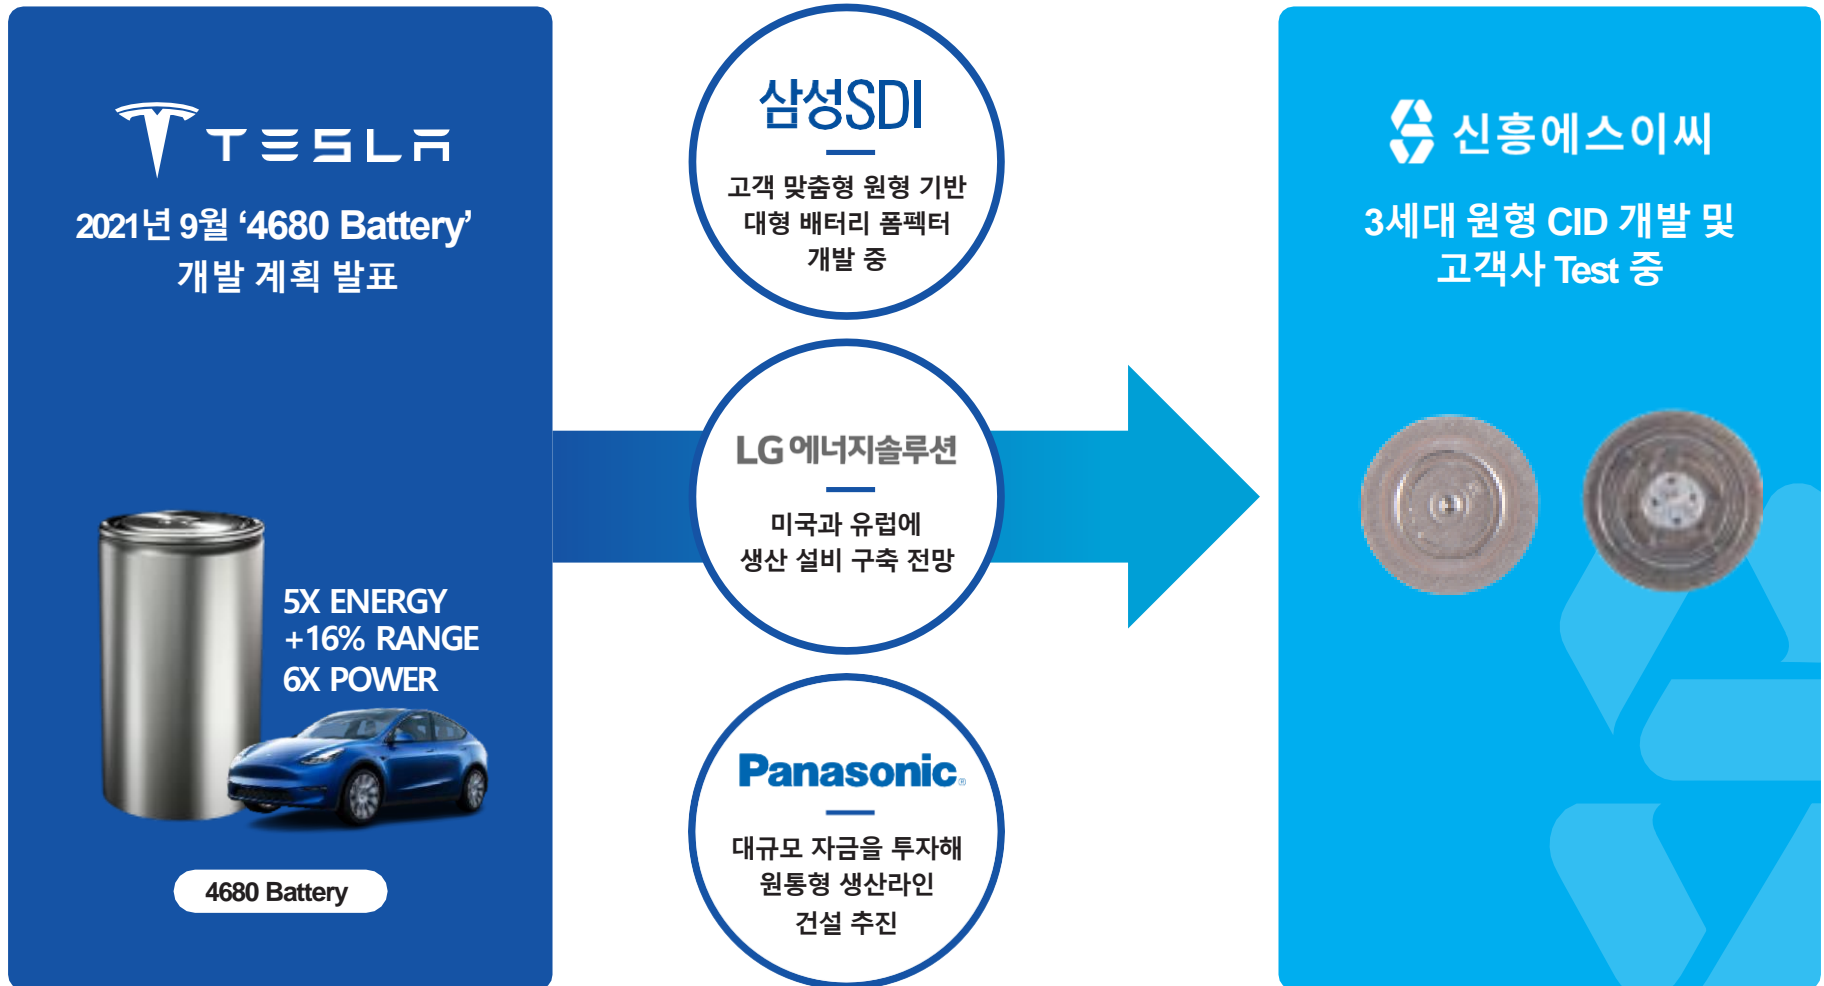 TESLA
2021년 9월 ‘4680 Battery’
개발 계획 발표
5X ENERGY
+16% RANGE
6X POWER
4680 Battery
삼성SDI
고객 맞춤형 원형 기반
대형 배터리 폼펙터
개발 중
LG에너지솔루션
미국과 유럽에
생산 설비 구축 전망
Panasonic®
대규모 자금을 투자해
원통형 생산라인
건설 추진
신흥에스이씨
3세대 원형 CID 개발 및
고객사 Test 중